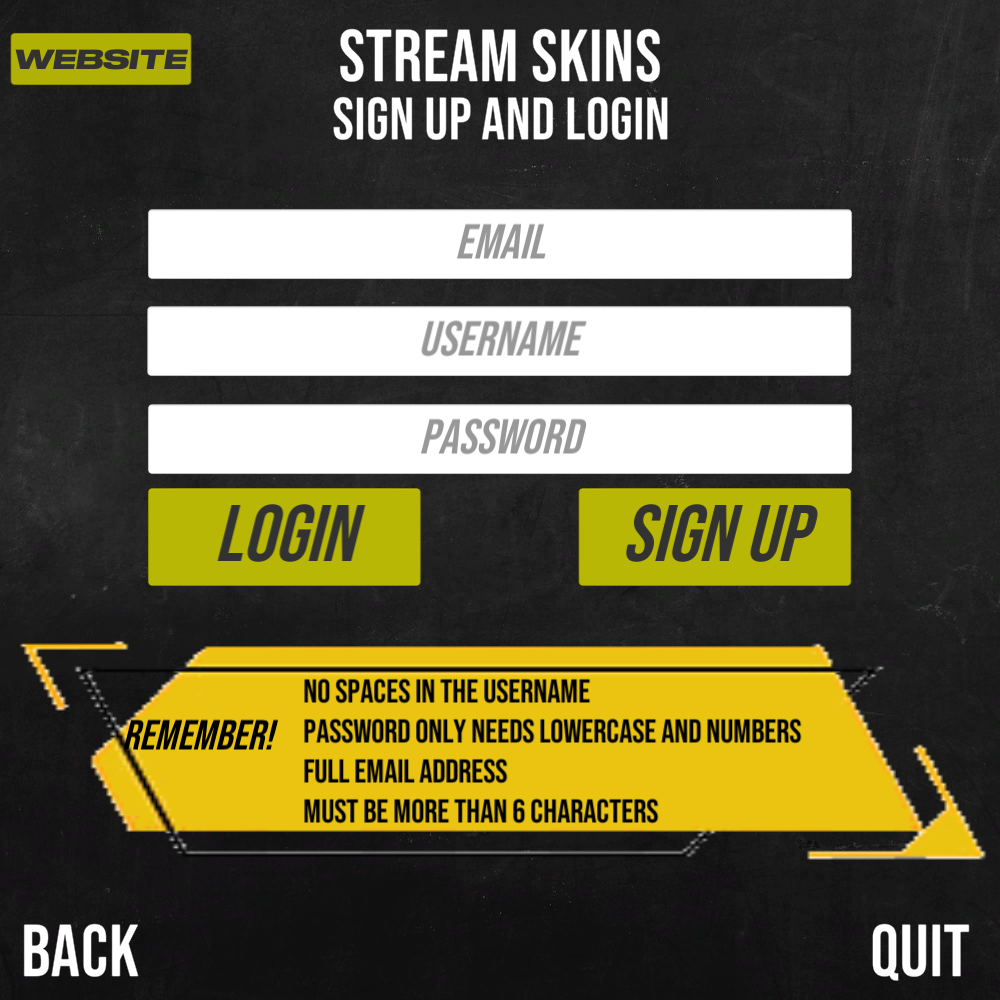 WEBSITE
STREAM SKINS
SIGN UP AND LOGIN
EMAIL
USERNAME
PASSWORD
LOGIN
SIGN UP
REMEMBER!
NO SPACES IN THE USERNAME
PASSWORD ONLY NEEDS LOWERCASE AND NUMBERS
FULL EMAIL ADDRESS
MUST BE MORE THAN 6 CHARACTERS
BACK
QUIT